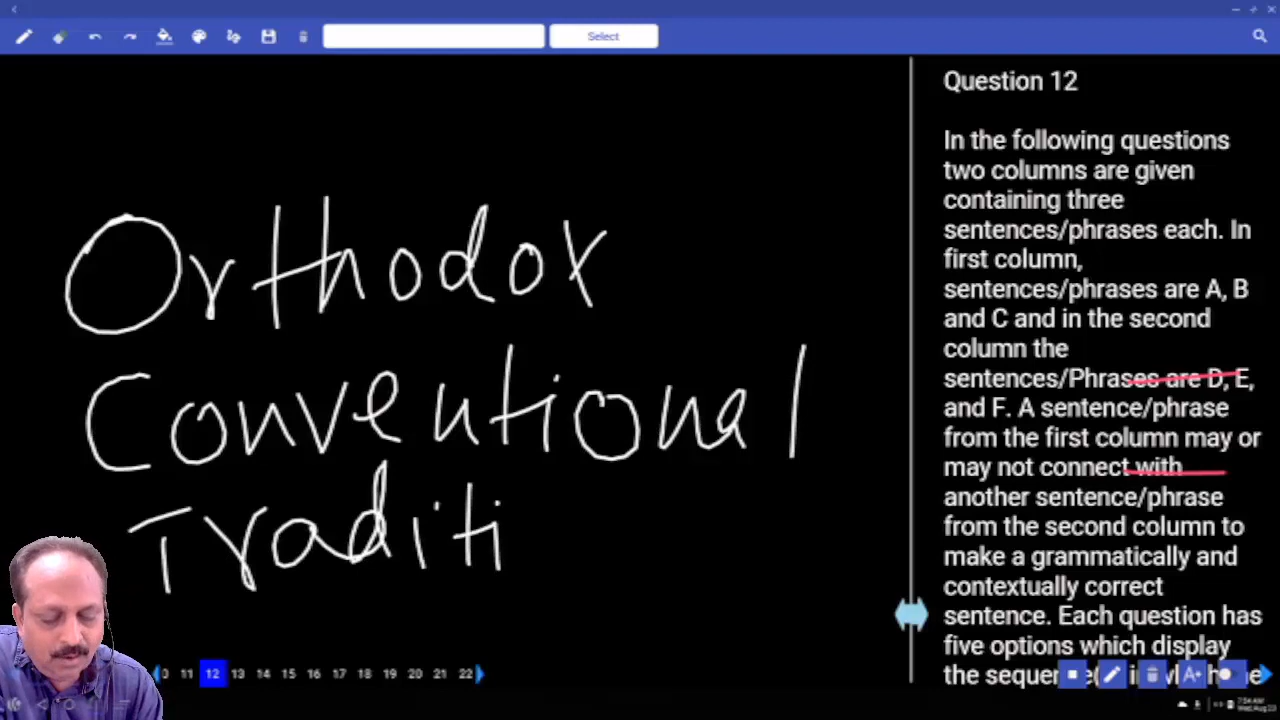 Select
Orthodox
Conventional
Traditi
Question 12
In the following questions
two columns are given
containing three
sentences/phrases each. In
first column,
sentences/phrases are A, B
and C and in the second
column the
sentences/Phrases are D, E,
and F. A sentence/phrase
from the first column may or
may not connect with
another sentence/phrase
from the second column to
make a grammatically and
contextually correct
sentence. Each question has
five options which display
the
11 12 13 14 15 16 17 18 19 20 21 22
A+